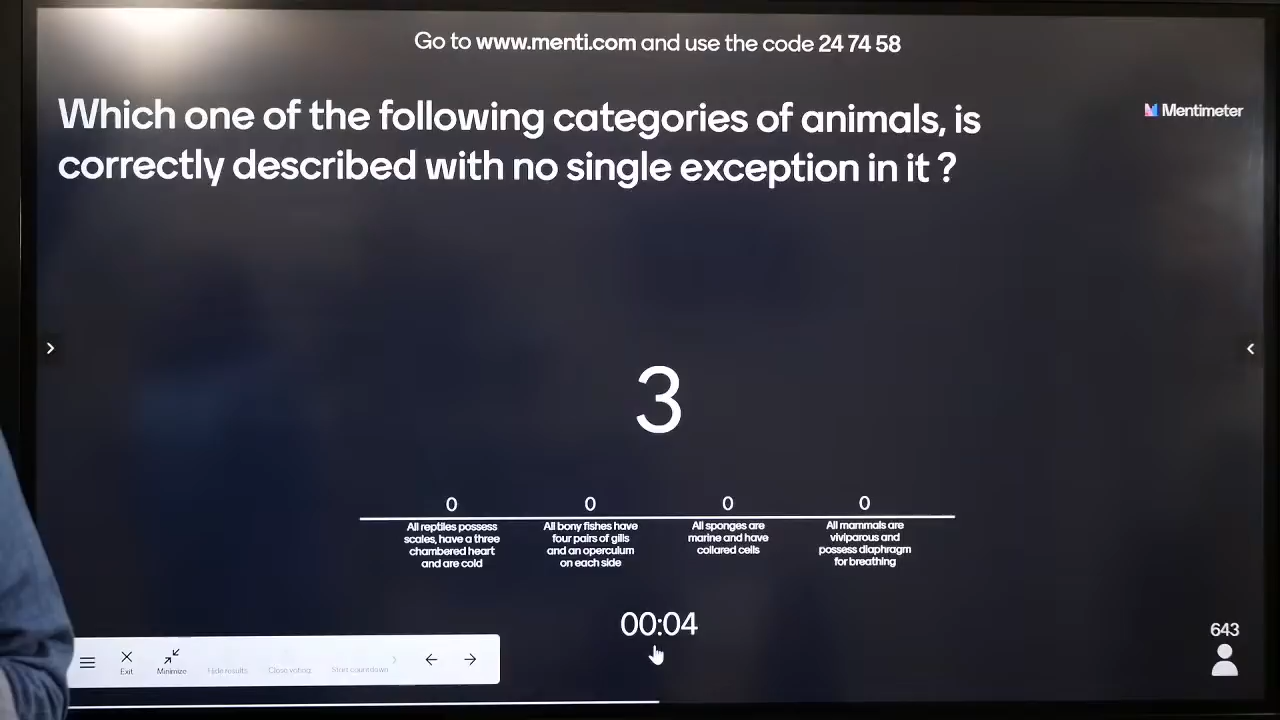 Go to www.menti.com and use the code 24 74 58
Which one of the following categories of animals, is
correctly described with no single exception in it ?
Mentimeter
3
0
All reptiles possess
scales, have a three
chambered heart
and are cold
0
All bony fishes have
four pairs of gills
and an operculum
on each side
0
All sponges are
marine and have
collared cells
0
All mammals are
viviparous and
possess diaphragm
for breathing
00:04
643
Exit
Minimize
Hide results
Close voting
Start countdown